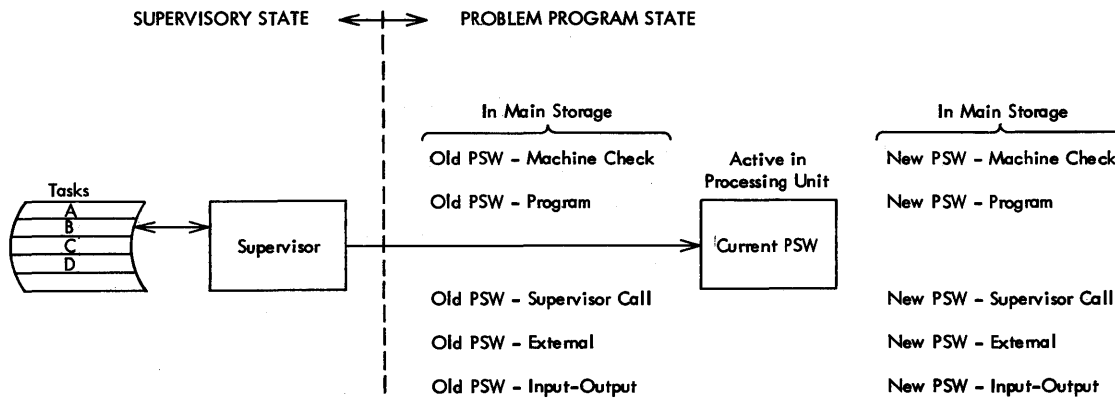 SUPERVISORY STATE
PROBLEM PROGRAM STATE
In Main Storage
In Main Storage
Old PSW - Machine Check
Active in
Processing Unit
New PSW - Machine Check
Tasks
A
B
C
D
Old PSW - Program
New PSW - Program
Supervisor
Current PSW
Old PSW - Supervisor Call
New PSW - Supervisor Call
Old PSW - External
New PSW - External
Old PSW - Input-Output
New PSW - Input-Output